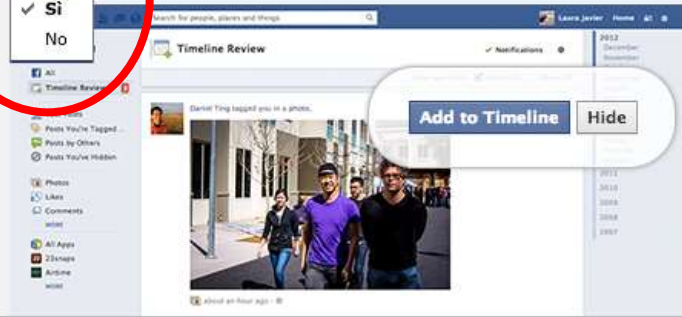 Sì
No
Search for people, places and things
Laura Javier Home
Timeline Review
Notifications
All
Timeline Review
Posts You're Tagged ...
Posts by Others
Posts You've Hidden
Photos
Likes
Comments
MORE
All Apps
23snaps
Airtime
MORE
Daniel Ting tagged you in a photo.
about an hour ago
Add to Timeline
Hide
2012
December
November
2011
2010
2009
2008
2007